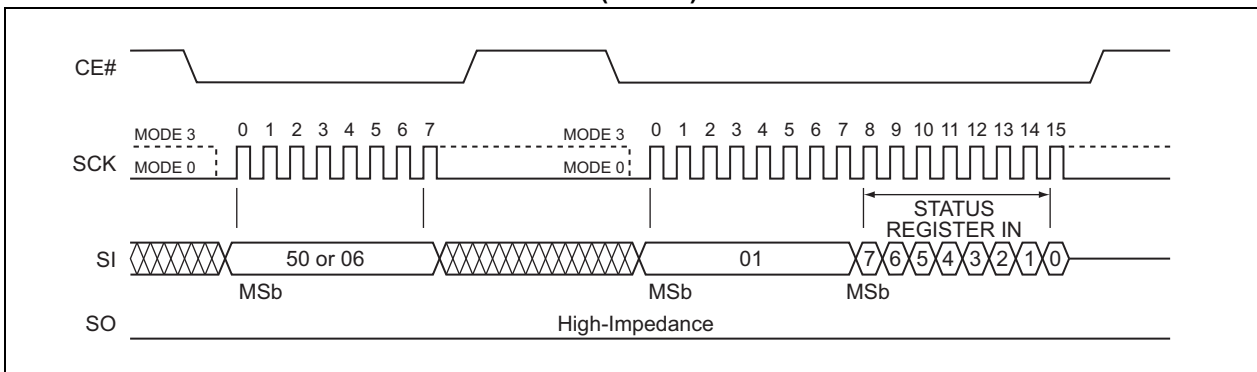 CE#
MODE 3 0 1 2 3 4 5 6 7 MODE 3 0 1 2 3 4 5 6 7 8 9 10 11 12 13 14 15
SCK MODE 0 MODE 0
STATUS
REGISTER IN
SI 50 or 06 01 7 6 5 4 3 2 1 0
MSb MSb MSb
SO High-Impedance